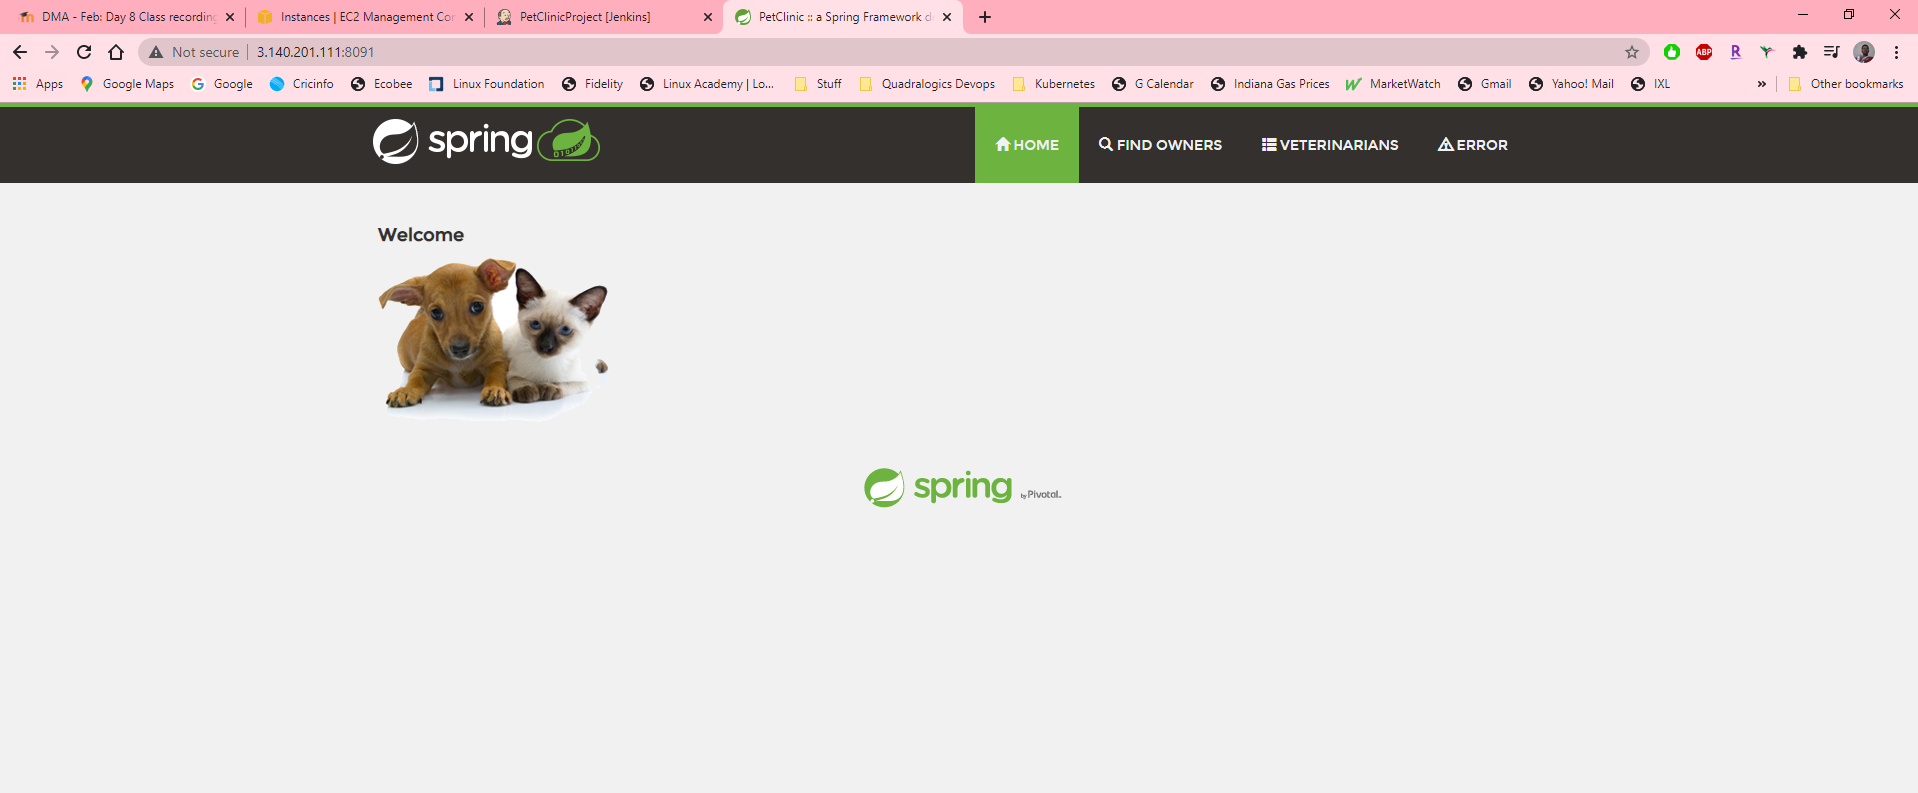 DMA - Feb: Day 8 Class recording
Instances | EC2 Management Con
PetClinicProject [Jenkins]
PetClinic :: a Spring Framework d
Not secure
3.140.201.111:8091
ABP
R
Apps
Google Maps
Google
Cricinfo
Ecobee
Linux Foundation
Fidelity
Linux Academy | Lo...
Stuff
Quadralogics Devops
Kubernetes
G Calendar
Indiana Gas Prices
MarketWatch
Gmail
Yahoo! Mail
IXL
»
Other bookmarks
spring
HOME
FIND OWNERS
VETERINARIANS
ERROR
Welcome
spring
by Pivotal.